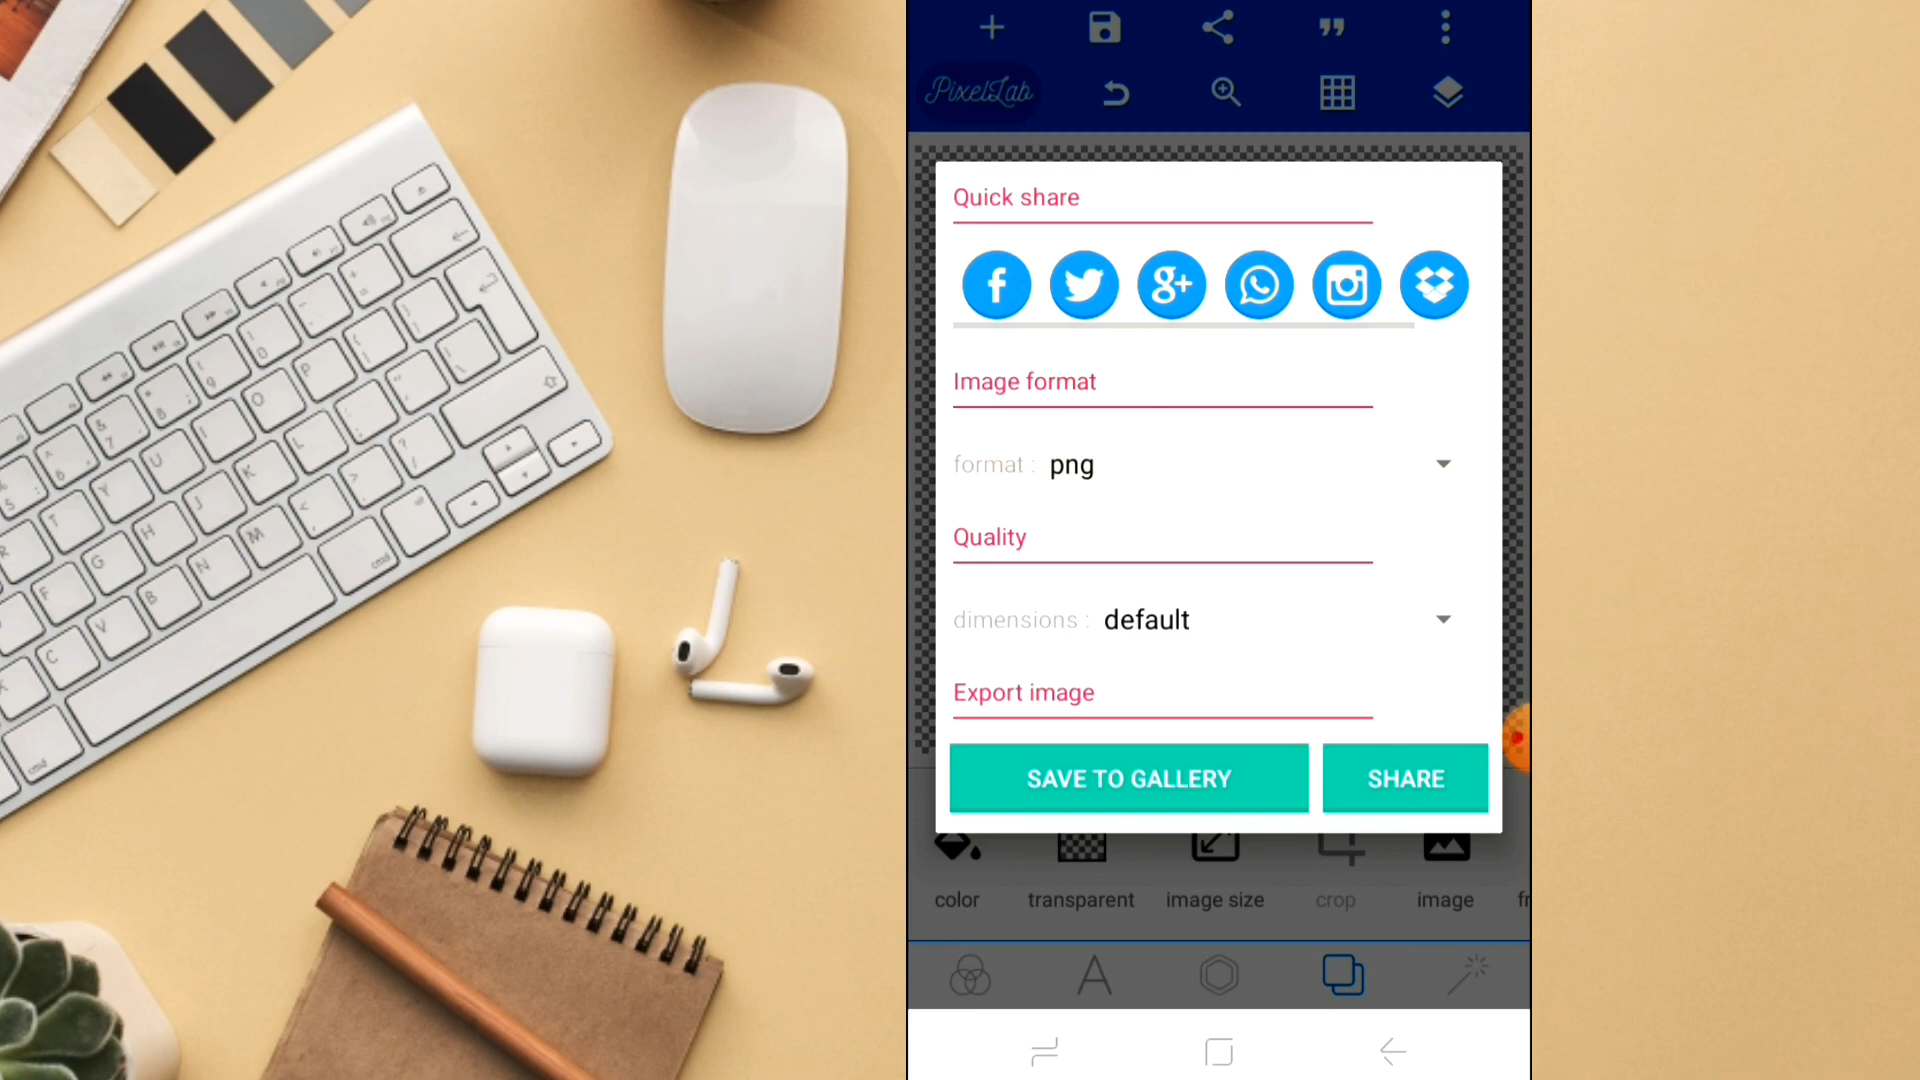 PixelLab
Quick share
Image format
format : png
Quality
dimensions : default
Export image
SAVE TO GALLERY SHARE
color transparent image size crop image fr